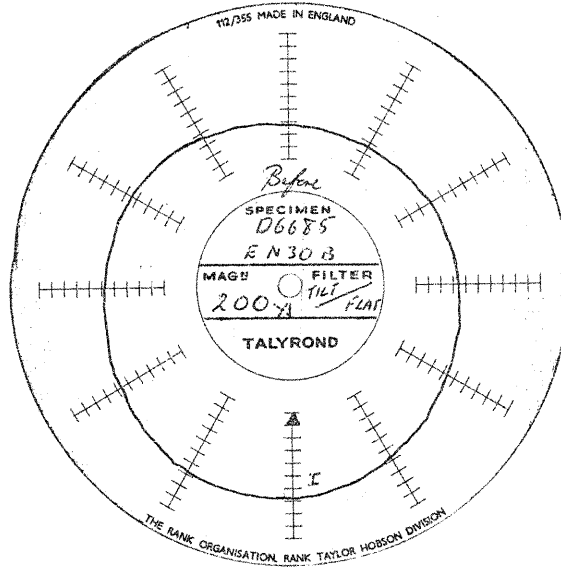 112/355 MADE IN ENGLAND
Before
SPECIMEN
D6685
EN30B
MAGN FILTER
200X TILT / FLAT
TALYROND
I
THE RANK ORGANISATION, RANK TAYLOR HOBSON DIVISION